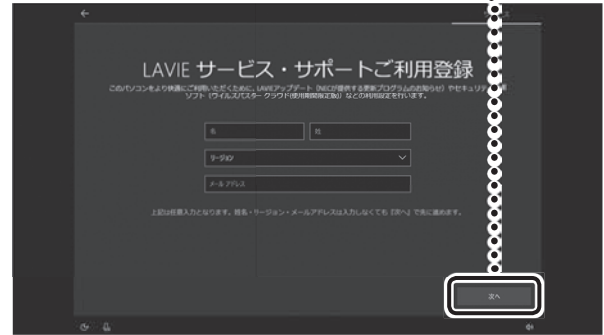 LAVIE サービス・サポートご利用登録
このパソコンをより快適にご利用いただくために、LAVIEアップデート（NECが提供する更新プログラムのお知らせ）やセキュリティ
ソフト（ウイルスバスター クラウド(使用期間限定版)）などの利用設定を行います。
名
姓
リージョン
メール アドレス
上記は任意入力となります。姓名・リージョン・メールアドレスは入力しなくても『次へ』で先に進めます。
次へ